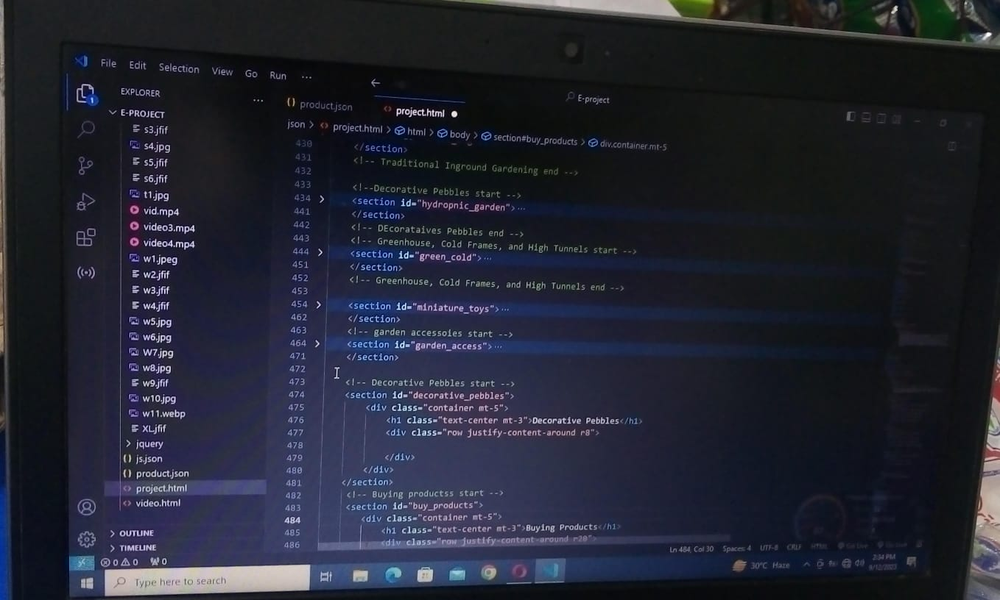 File Edit Selection View Go Run ...
E-project
EXPLORER ...
E-PROJECT
s3.jfif
s4.jpg
s5.jfif
s6.jfif
t1.jpg
vid.mp4
video3.mp4
video4.mp4
w1.jpeg
w2.jfif
w3.jfif
w4.jfif
w5.jpg
w6.jpg
W7.jpg
w8.jpg
w9.jfif
w10.jpg
w11.webp
XL.jfif
jquery
js.json
product.json
project.html
video.html
OUTLINE
TIMELINE
product.json project.html
json > project.html > html > body > section#buy_products > div.container.mt-5
430 </section>
431 <!-- Traditional Inground Gardening end -->
432
433 <!--Decorative Pebbles start -->
434 <section id="hydropnic_garden">...
441 </section>
442 <!-- DEcorataives Pebbles end -->
443 <!-- Greenhouse, Cold Frames, and High Tunnels start -->
444 <section id="green_cold">...
451 </section>
452 <!-- Greenhouse, Cold Frames, and High Tunnels end -->
453
454 <section id="miniature_toys">...
462 </section>
463 <!-- garden accessoies start -->
464 <section id="garden_access">...
471 </section>
472
473 <!-- Decorative Pebbles start -->
474 <section id="decorative_pebbles">
475 <div class="container mt-5">
476 <h1 class="text-center mt-3">Decorative Pebbles</h1>
477 <div class="row justify-content-around r8">
478
479 </div>
480 </div>
481 </section>
482 <!-- Buying productss start -->
483 <section id="buy_products">
484 <div class="container mt-5">
485 <h1 class="text-center mt-3">Buying Products</h1>
486 <div class="row justify-content-around r20">
0 0 0 Ln 484, Col 30 Spaces: 4 UTF-8 CRLF HTML Go Live
Type here to search 30°C Haze 2:34 PM
9/12/2023